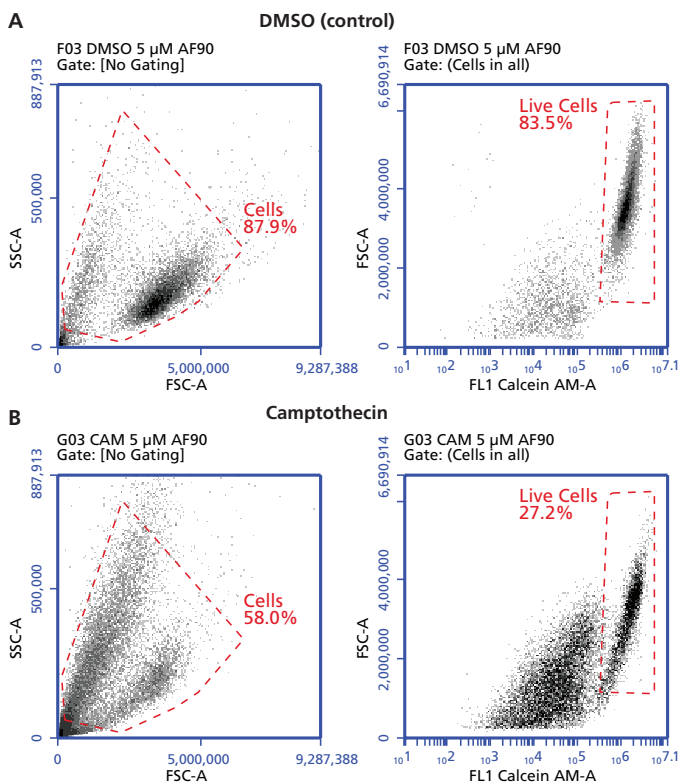 A
DMSO (control)
F03 DMSO 5 µM AF90
Gate: [No Gating]
887,913
500,000
0
SSC-A
Cells
87.9%
0
5,000,000
9,287,388
FSC-A
F03 DMSO 5 µM AF90
Gate: (Cells in all)
6,690,914
4,000,000
2,000,000
0
FSC-A
Live Cells
83.5%
10¹
10²
10³
10⁴
10⁵
10⁶
10⁷·¹
FL1 Calcein AM-A
B
Camptothecin
G03 CAM 5 µM AF90
Gate: [No Gating]
887,913
500,000
0
SSC-A
Cells
58.0%
0
5,000,000
9,287,388
FSC-A
G03 CAM 5 µM AF90
Gate: (Cells in all)
6,690,914
4,000,000
2,000,000
0
FSC-A
Live Cells
27.2%
10¹
10²
10³
10⁴
10⁵
10⁶
10⁷·¹
FL1 Calcein AM-A